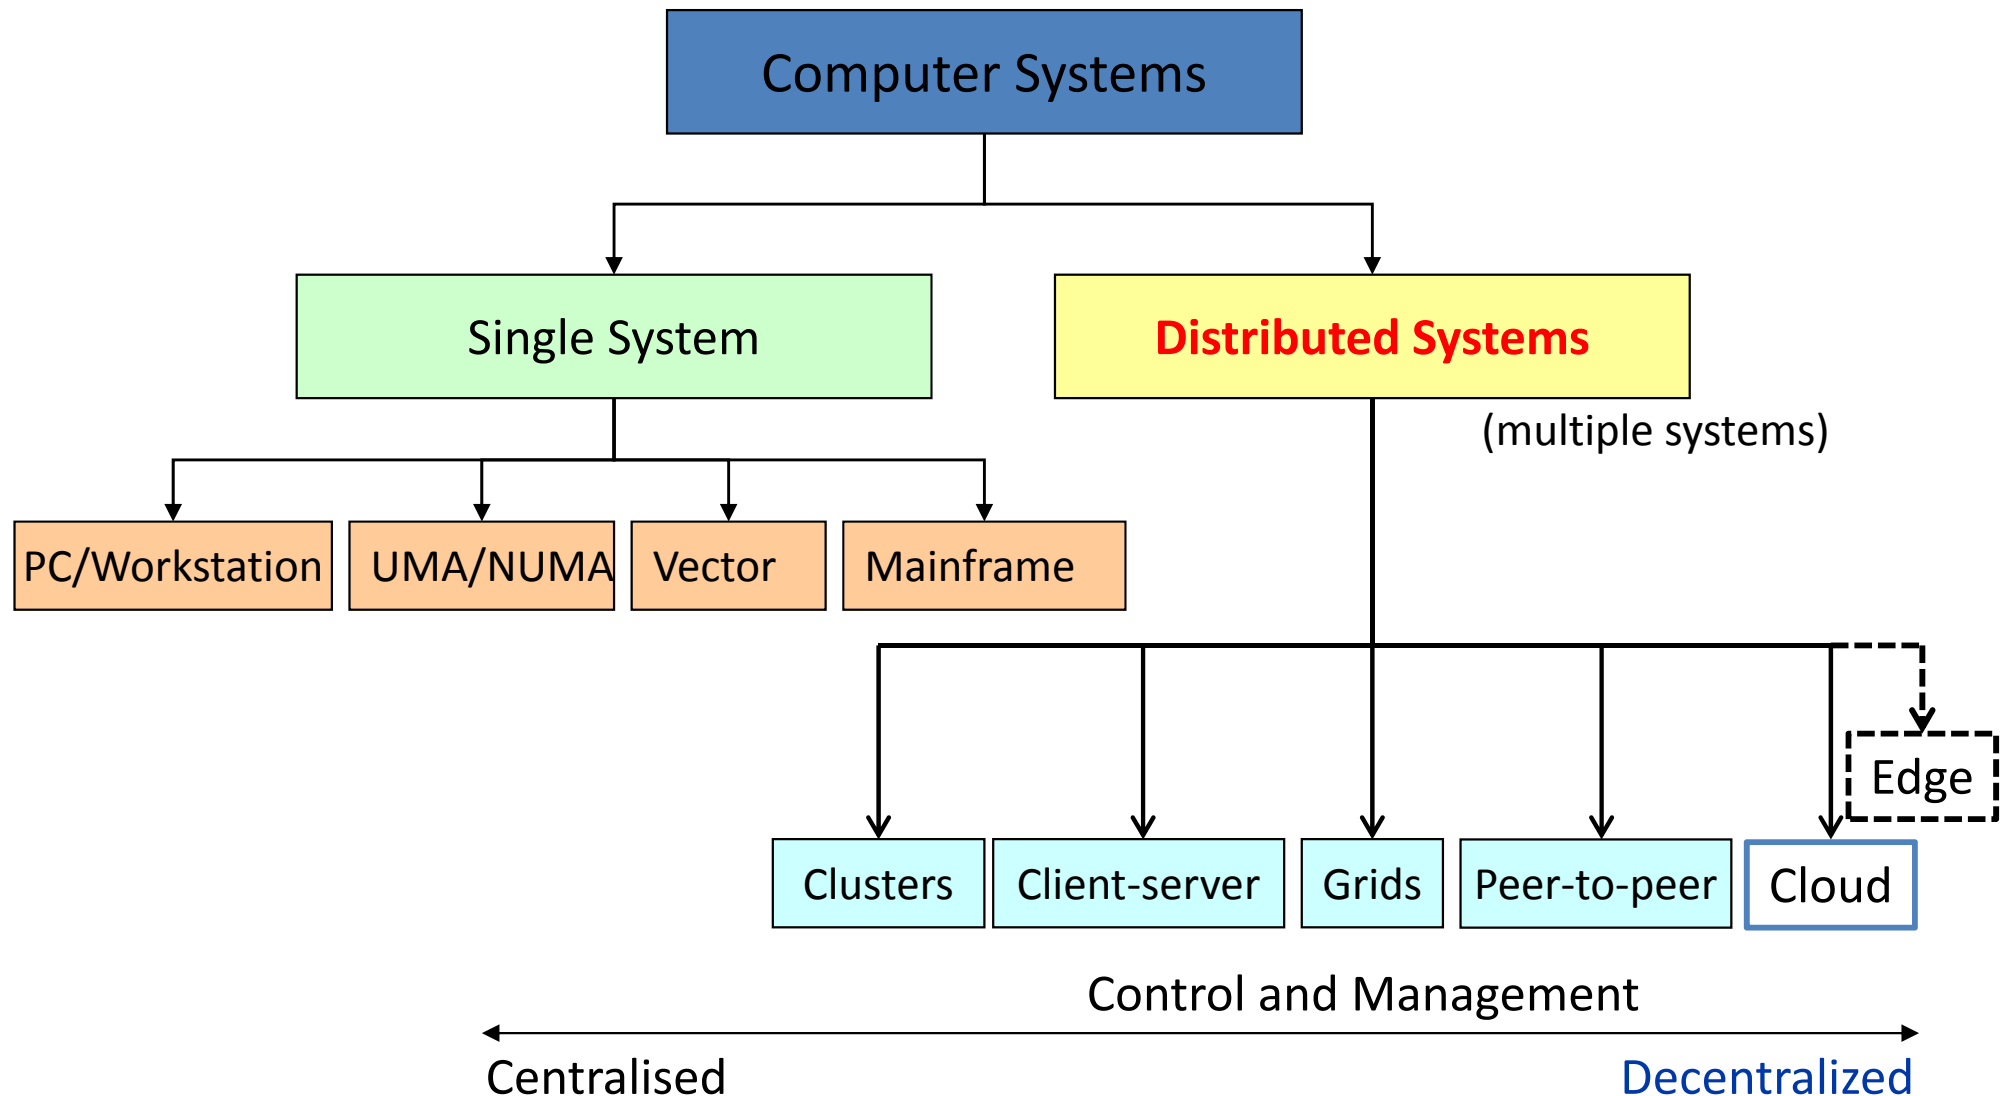 Computer Systems
Single System
Distributed Systems
(multiple systems)
PC/Workstation
UMA/NUMA
Vector
Mainframe
Edge
Clusters
Client-server
Grids
Peer-to-peer
Cloud
Control and Management
Centralised
Decentralized